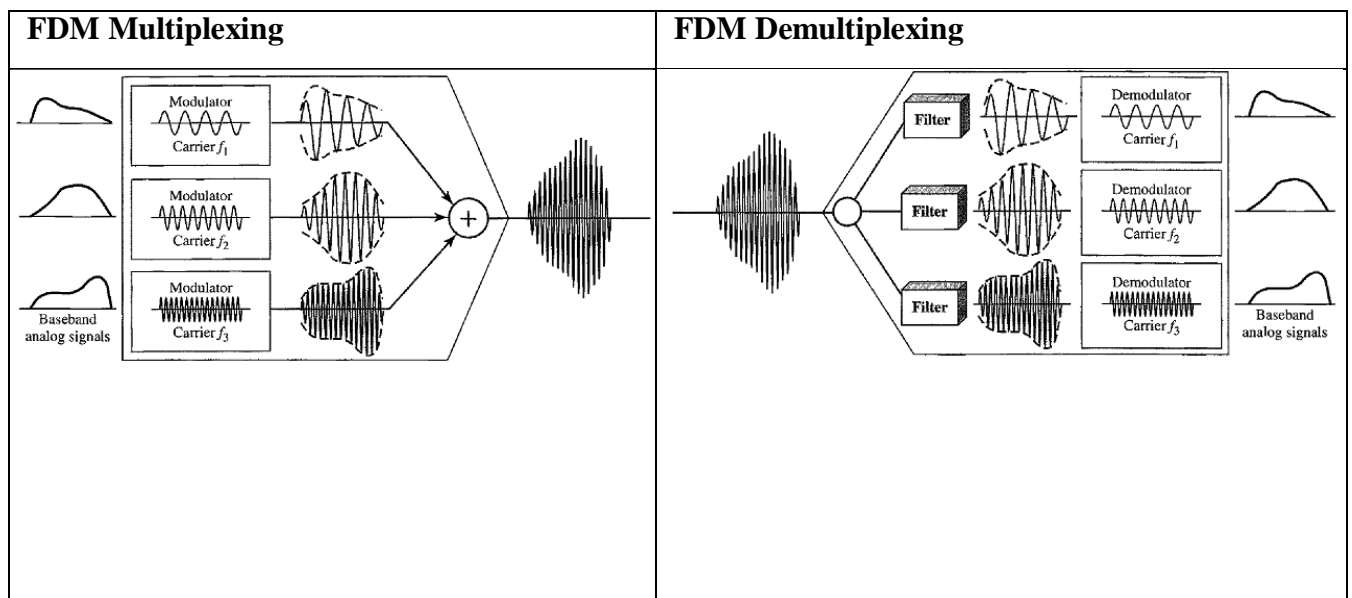 FDM Multiplexing
Modulator
Carrier f1
Modulator
Carrier f2
+
Modulator
Carrier f3
Baseband
analog signals
FDM Demultiplexing
Filter
Demodulator
Carrier f1
Filter
Demodulator
Carrier f2
Filter
Demodulator
Carrier f3
Baseband
analog signals